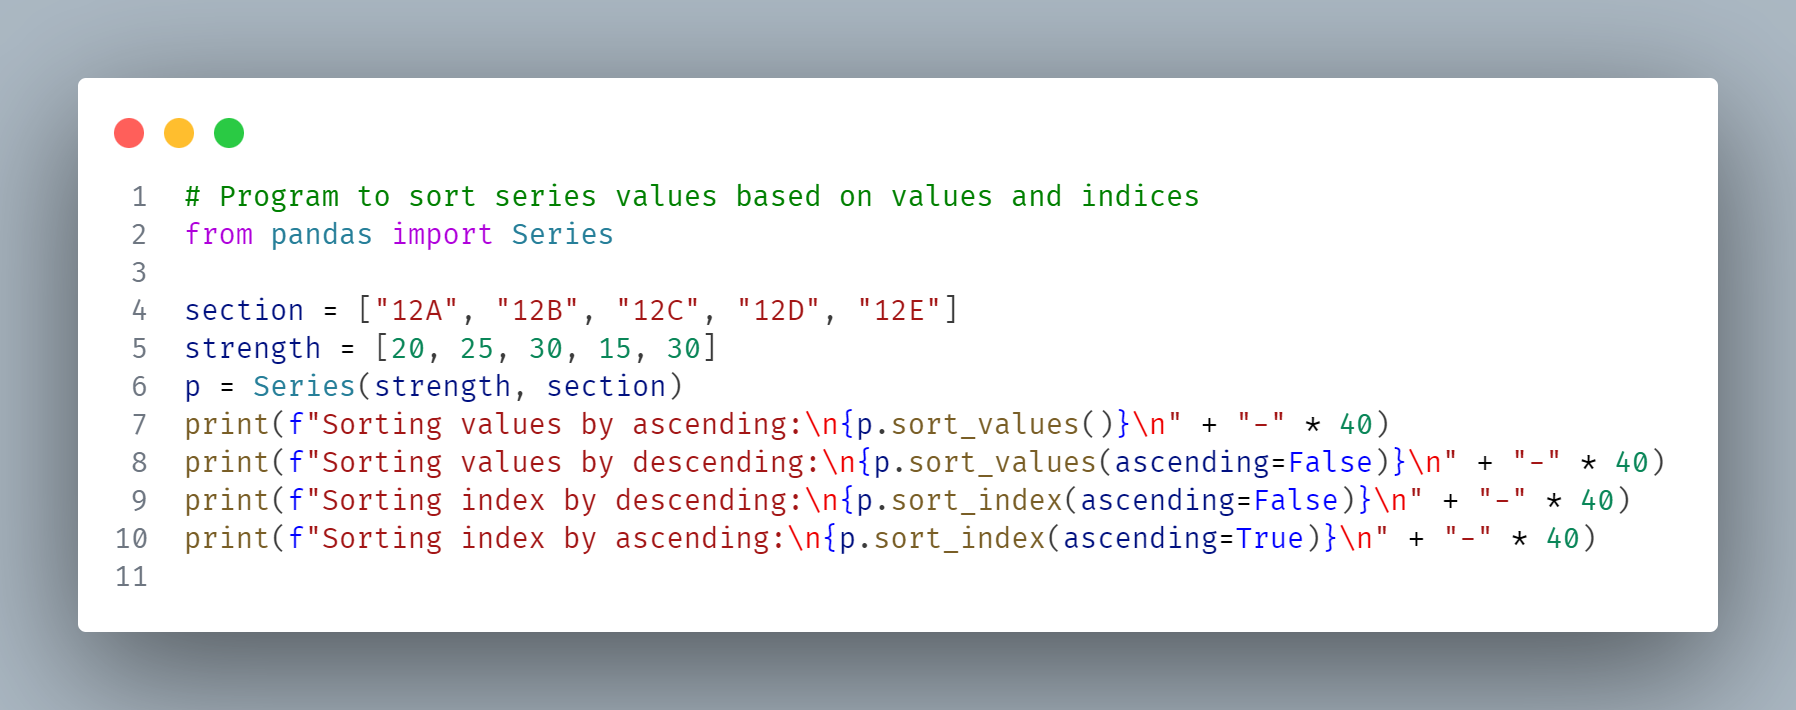 1 # Program to sort series values based on values and indices
2 from pandas import Series
3
4 section = ["12A", "12B", "12C", "12D", "12E"]
5 strength = [20, 25, 30, 15, 30]
6 p = Series(strength, section)
7 print(f"Sorting values by ascending:\n{p.sort_values()}\n" + "-" * 40)
8 print(f"Sorting values by descending:\n{p.sort_values(ascending=False)}\n" + "-" * 40)
9 print(f"Sorting index by descending:\n{p.sort_index(ascending=False)}\n" + "-" * 40)
10 print(f"Sorting index by ascending:\n{p.sort_index(ascending=True)}\n" + "-" * 40)
11